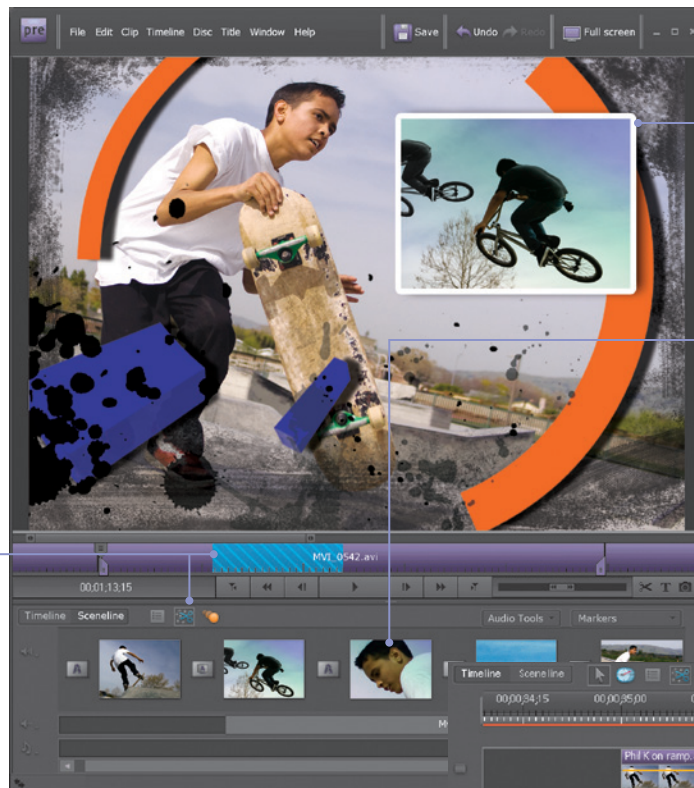 pre File Edit Clip Timeline Disc Title Window Help Save Undo Redo Full screen
MVI_0542.avi
00;01,13;15
Timeline Sceneline Audio Tools Markers
Timeline Sceneline
00;00;34;15 00;00;35;00
Phil K on ramp.